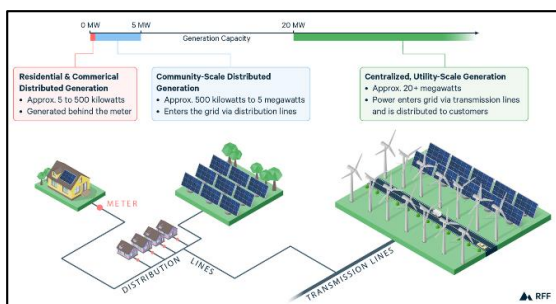 0 MW
5 MW
20 MW
Generation Capacity
Residential & Commerical
Distributed Generation
• Approx. 5 to 500 kilowatts
• Generated behind the meter
Community-Scale Distributed
Generation
• Approx. 500 kilowatts to 5 megawatts
• Enters the grid via distribution lines
Centralized, Utility-Scale Generation
• Approx. 20+ megawatts
• Power enters grid via transmission lines
and is distributed to customers
METER
DISTRIBUTION LINES
TRANSMISSION LINES
RFF